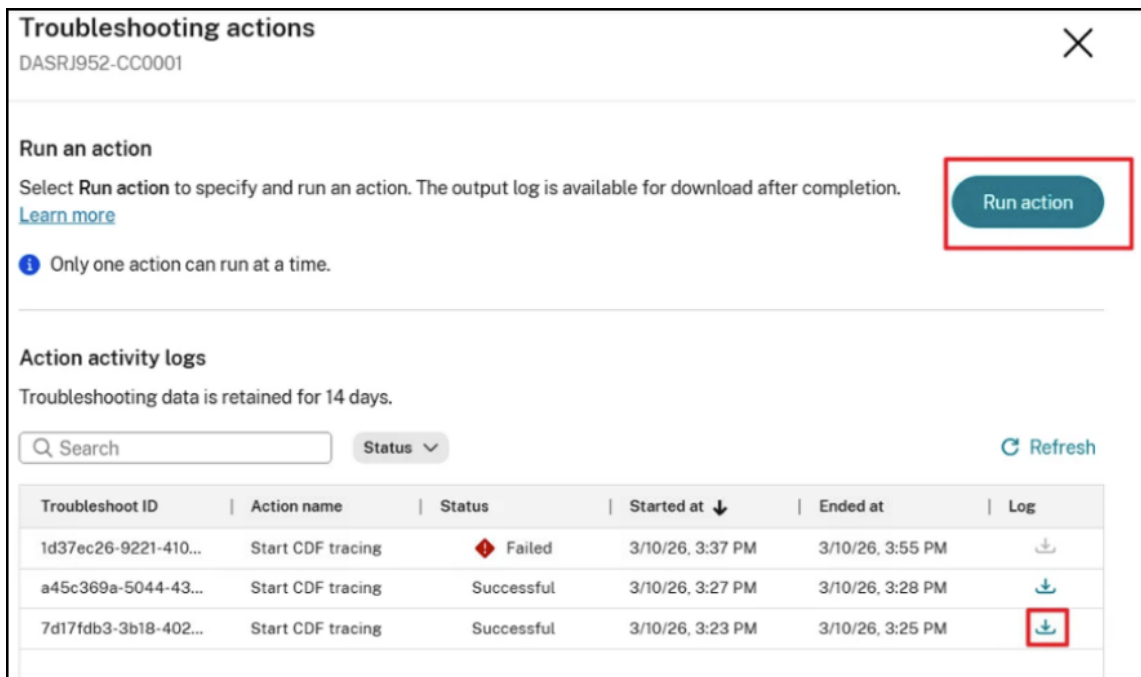 Troubleshooting actions
DASRJ952-CC0001
Run an action
Select Run action to specify and run an action. The output log is available for download after completion.
Learn more
Run action
Only one action can run at a time.
Action activity logs
Troubleshooting data is retained for 14 days.
Search
Status
Refresh
Troubleshoot ID | Action name | Status | Started at | Ended at | Log
1d37ec26-9221-410... Start CDF tracing Failed 3/10/26, 3:37 PM 3/10/26, 3:55 PM
a45c369a-5044-43... Start CDF tracing Successful 3/10/26, 3:27 PM 3/10/26, 3:28 PM
7d17fdb3-3b18-402... Start CDF tracing Successful 3/10/26, 3:23 PM 3/10/26, 3:25 PM